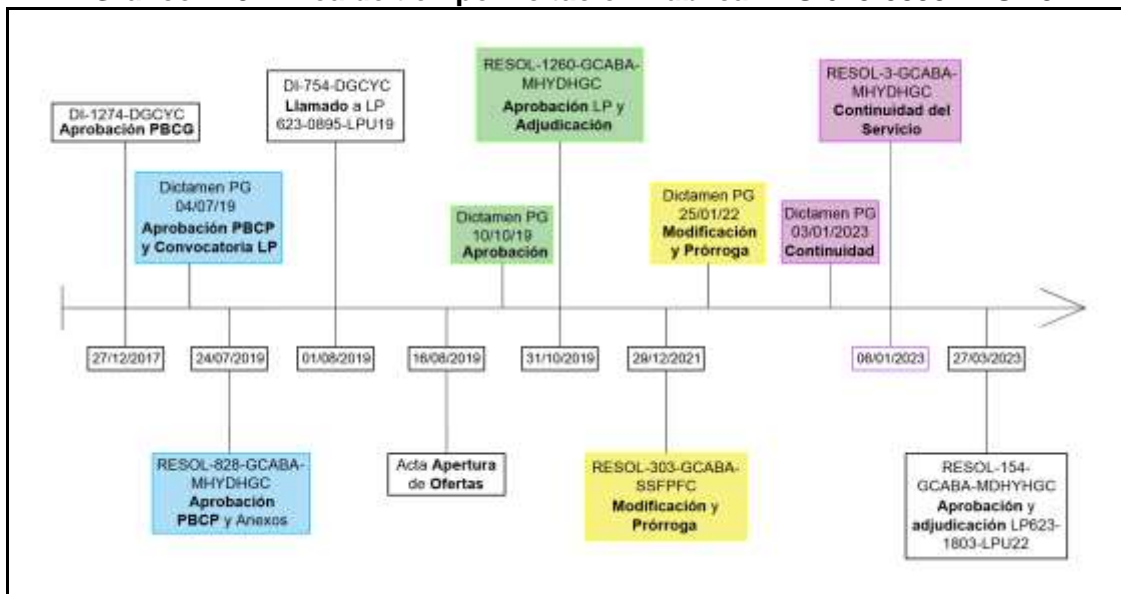 DI-1274-DGCYC
Aprobación PBCG
DI-754-DGCYC
Llamado a LP
623-0895-LPU19
RESOL-1260-GCABA-
MHYDHGC
Aprobación LP y
Adjudicación
RESOL-3-GCABA-
MHYDHGC
Continuidad del
Servicio
Dictamen PG
04/07/19
Aprobación PBCP
y Convocatoria LP
Dictamen PG
10/10/19
Aprobación
Dictamen PG
25/01/22
Modificación
y Prórroga
Dictamen PG
03/01/2023
Continuidad
27/12/2017
24/07/2019
01/08/2019
16/08/2019
31/10/2019
29/12/2021
06/01/2023
27/03/2023
RESOL-828-GCABA-
MHYDHGC
Aprobación
PBCP y Anexos
Acta Apertura
de Ofertas
RESOL-303-GCABA-
SSFPFC
Modificación y
Prórroga
RESOL-154-
GCABA-MDHYHGC
Aprobación y
adjudicación LP623-
1803-LPU22